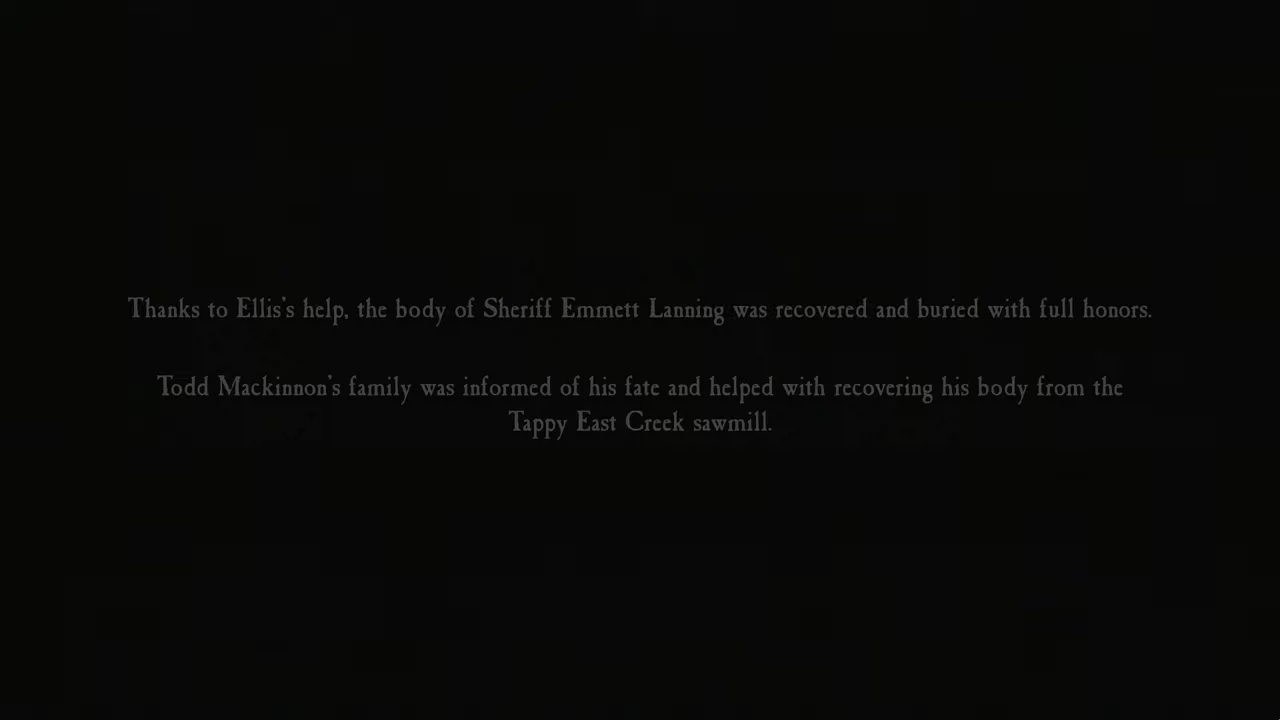 Thanks to Ellis's help, the body of Sheriff Emmett Lanning was recovered and buried with full honors.
Todd Mackinnon's family was informed of his fate and helped with recovering his body from the
Tappy East Creek sawmill.